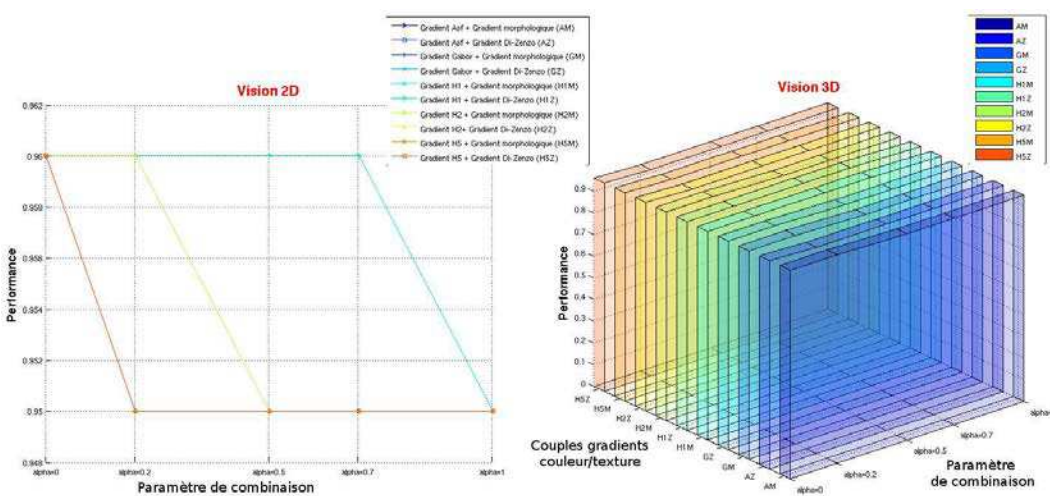 Vision 2D
Gradient Aof + Gradient morphologique (AM)
Gradient Aof + Gradient Di-Zenzo (AZ)
Gradient Gabor + Gradient morphologique (GM)
Gradient Gabor + Gradient Di-Zenzo (GZ)
Gradient H1 + Gradient morphologique (H1M)
Gradient H1 + Gradient Di-Zenzo (H1Z)
Gradient H2 + Gradient morphologique (H2M)
Gradient H2+ Gradient Di-Zenzo (H2Z)
Gradient H5 + Gradient morphologique (H5M)
Gradient H5 + Gradient Di-Zenzo (H5Z)
Performance
0.962
0.96
0.958
0.956
0.954
0.952
0.95
0.948
alpha=0
alpha=0.2
alpha=0.5
alpha=0.7
alpha=1
Paramètre de combinaison
Vision 3D
AM
AZ
GM
GZ
H1M
H1Z
H2M
H2Z
H5M
H5Z
Performance
0.9
0.8
0.7
0.6
0.5
0.4
0.3
0.2
0.1
0
H5Z
H5M
H2Z
H2M
H1Z
H1M
GZ
GM
AZ
AM
Couples gradients
couleur/texture
alpha=0
alpha=0.2
alpha=0.5
alpha=0.7
alpha=
Paramètre
de combinaison